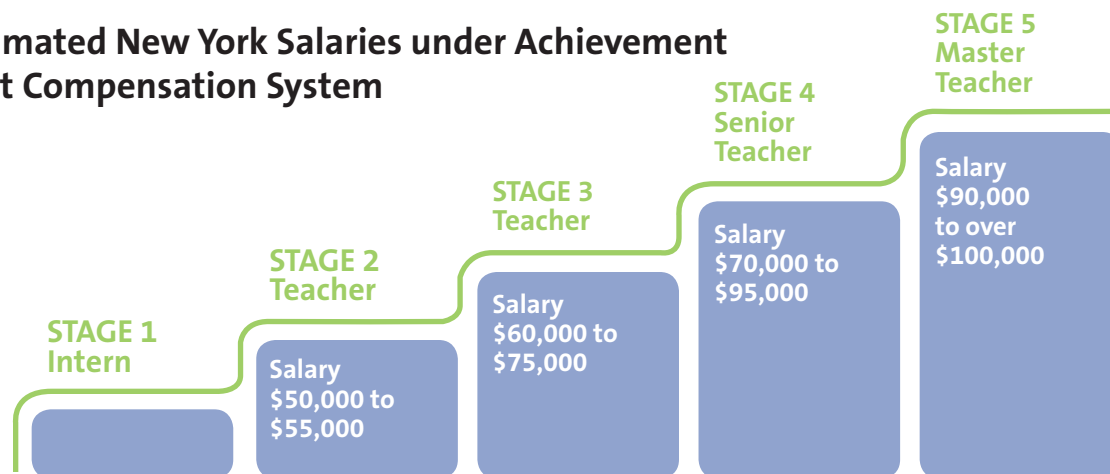 mated New York Salaries under Achievement
t Compensation System
STAGE 1
Intern
STAGE 2
Teacher
Salary
$50,000 to
$55,000
STAGE 3
Teacher
Salary
$60,000 to
$75,000
STAGE 4
Senior
Teacher
Salary
$70,000 to
$95,000
STAGE 5
Master
Teacher
Salary
$90,000
to over
$100,000